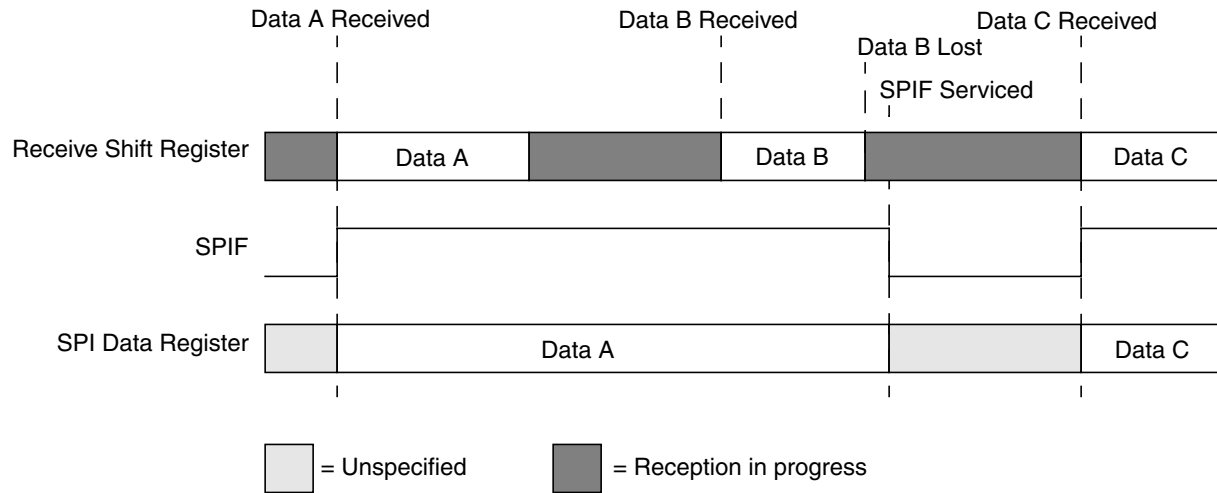 Data A Received
Data B Received
Data C Received
Data B Lost
SPIF Serviced
Receive Shift Register
Data A
Data B
Data C
SPIF
SPI Data Register
Data A
Data C
= Unspecified
= Reception in progress